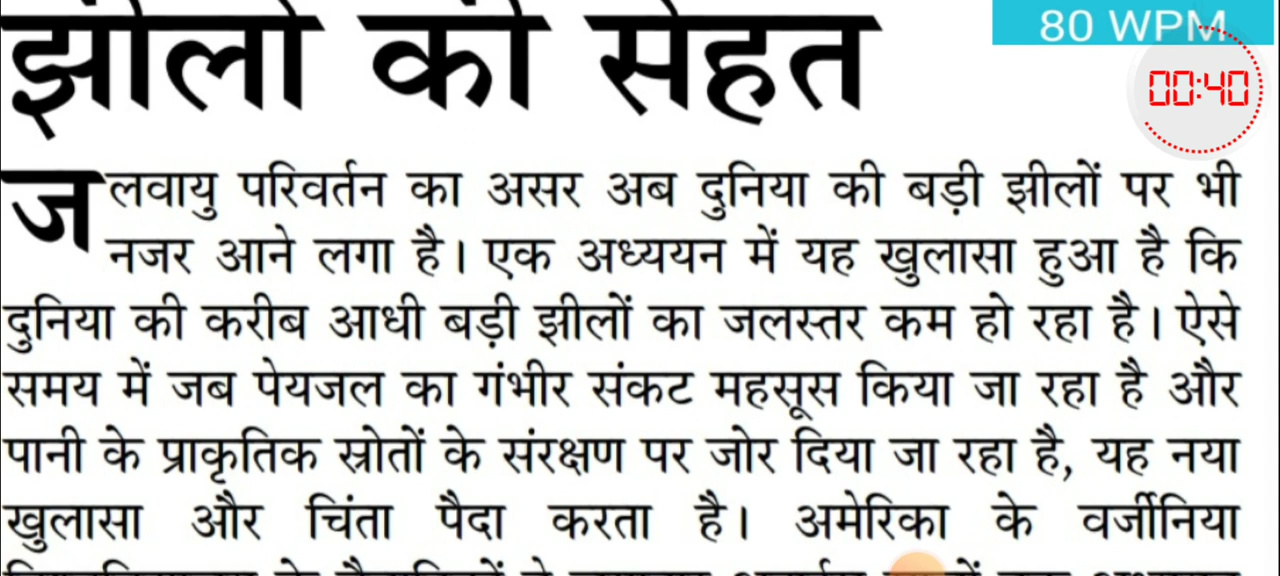 झीलों की सेहत
80 WPM
00:40
जलवायु परिवर्तन का असर अब दुनिया की बड़ी झीलों पर भी
नजर आने लगा है। एक अध्ययन में यह खुलासा हुआ है कि
दुनिया की करीब आधी बड़ी झीलों का जलस्तर कम हो रहा है। ऐसे
समय में जब पेयजल का गंभीर संकट महसूस किया जा रहा है और
पानी के प्राकृतिक स्रोतों के संरक्षण पर जोर दिया जा रहा है, यह नया
खुलासा और चिंता पैदा करता है। अमेरिका के वर्जीनिया